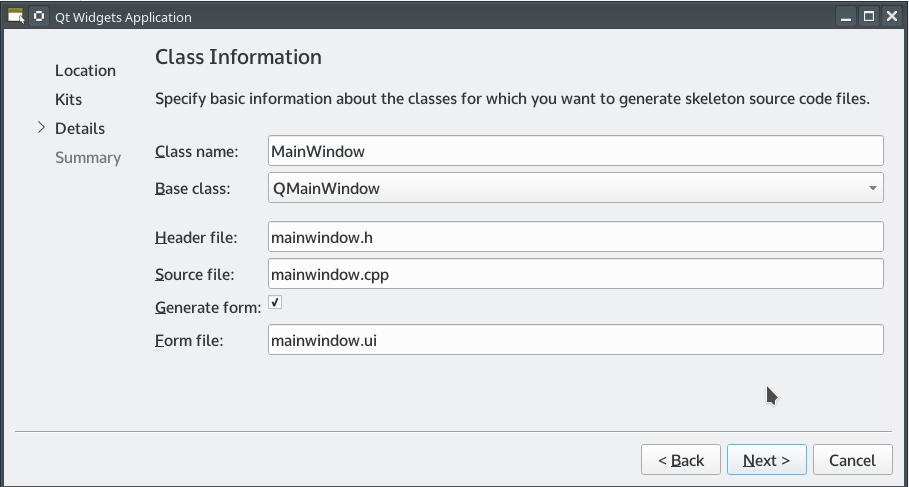 Qt Widgets Application
Location
Kits
Details
Summary
Class Information
Specify basic information about the classes for which you want to generate skeleton source code files.
Class name: MainWindow
Base class: QMainWindow
Header file: mainwindow.h
Source file: mainwindow.cpp
Generate form:
Form file: mainwindow.ui
< Back Next > Cancel